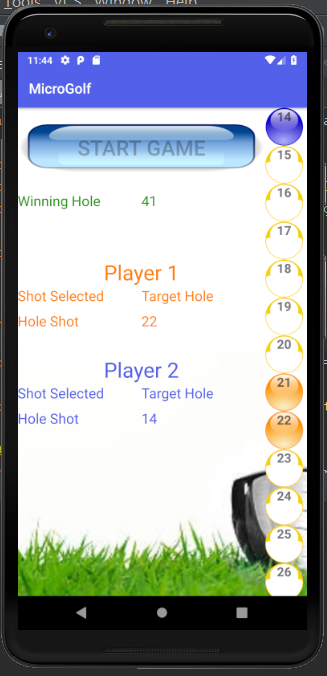 Tools VCS Window Help
11:44
MicroGolf
START GAME
Winning Hole 41
Player 1
Shot Selected Target Hole
Hole Shot 22
Player 2
Shot Selected Target Hole
Hole Shot 14
14
15
16
17
18
19
20
21
22
23
24
25
26